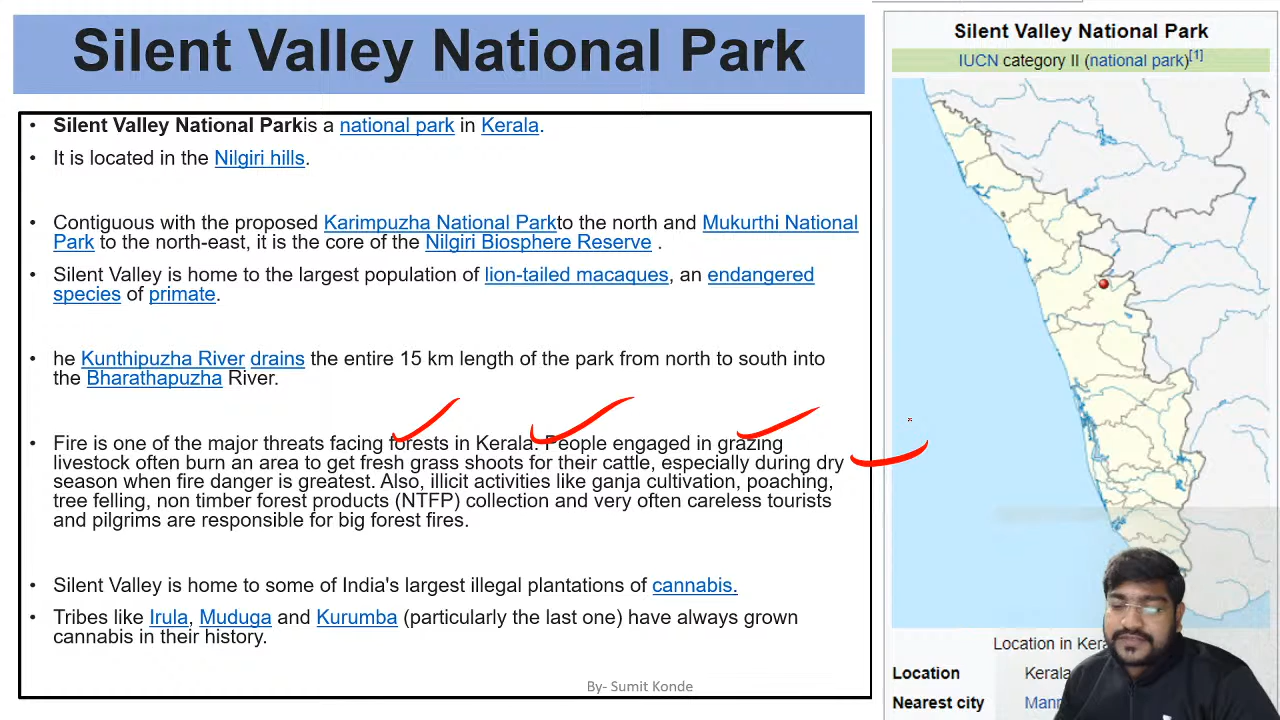 Silent Valley National Park
• Silent Valley National Parkis a national park in Kerala.
• It is located in the Nilgiri hills.
• Contiguous with the proposed Karimpuzha National Parkto the north and Mukurthi National
Park to the north-east, it is the core of the Nilgiri Biosphere Reserve .
• Silent Valley is home to the largest population of lion-tailed macaques, an endangered
species of primate.
• he Kunthipuzha River drains the entire 15 km length of the park from north to south into
the Bharathapuzha River.
• Fire is one of the major threats facing forests in Kerala. People engaged in grazing
livestock often burn an area to get fresh grass shoots for their cattle, especially during dry
season when fire danger is greatest. Also, illicit activities like ganja cultivation, poaching,
tree felling, non timber forest products (NTFP) collection and very often careless tourists
and pilgrims are responsible for big forest fires.
• Silent Valley is home to some of India's largest illegal plantations of cannabis.
• Tribes like Irula, Muduga and Kurumba (particularly the last one) have always grown
cannabis in their history.
By- Sumit Konde
Silent Valley National Park
IUCN category II (national park)[1]
Location in
Location Kerala
Nearest city